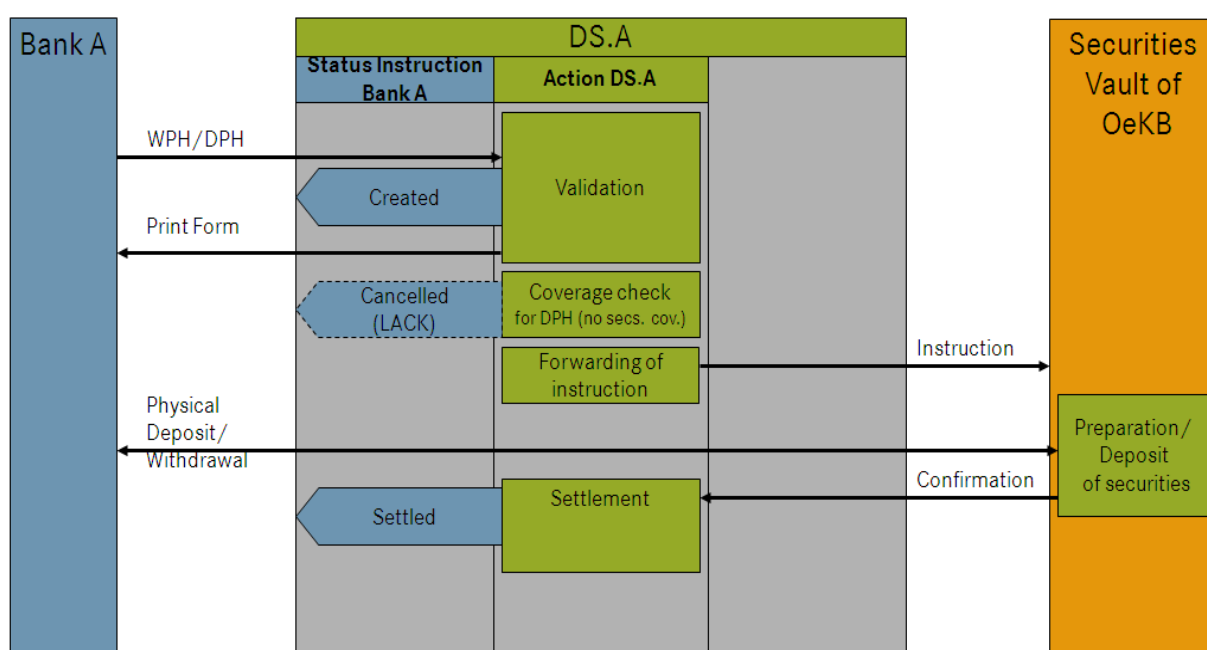 Bank A
DS.A
Securities
Vault of
OeKB
Status Instruction
Bank A
Action DS.A
WPH/DPH
Validation
Created
Print Form
Cancelled
(LACK)
Coverage check
for DPH (no secs. cov.)
Forwarding of
instruction
Instruction
Physical
Deposit/
Withdrawal
Preparation/
Deposit
of securities
Confirmation
Settlement
Settled